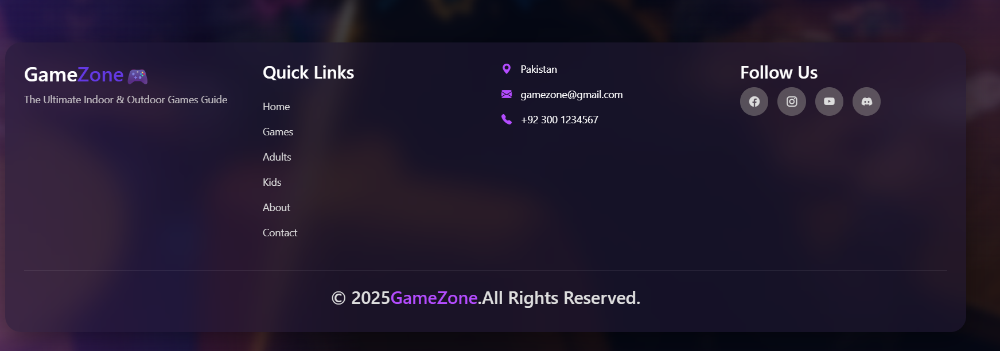 GameZone
The Ultimate Indoor & Outdoor Games Guide
Quick Links
Home
Games
Adults
Kids
About
Contact
Pakistan
gamezone@gmail.com
+92 300 1234567
Follow Us
© 2025GameZone.All Rights Reserved.